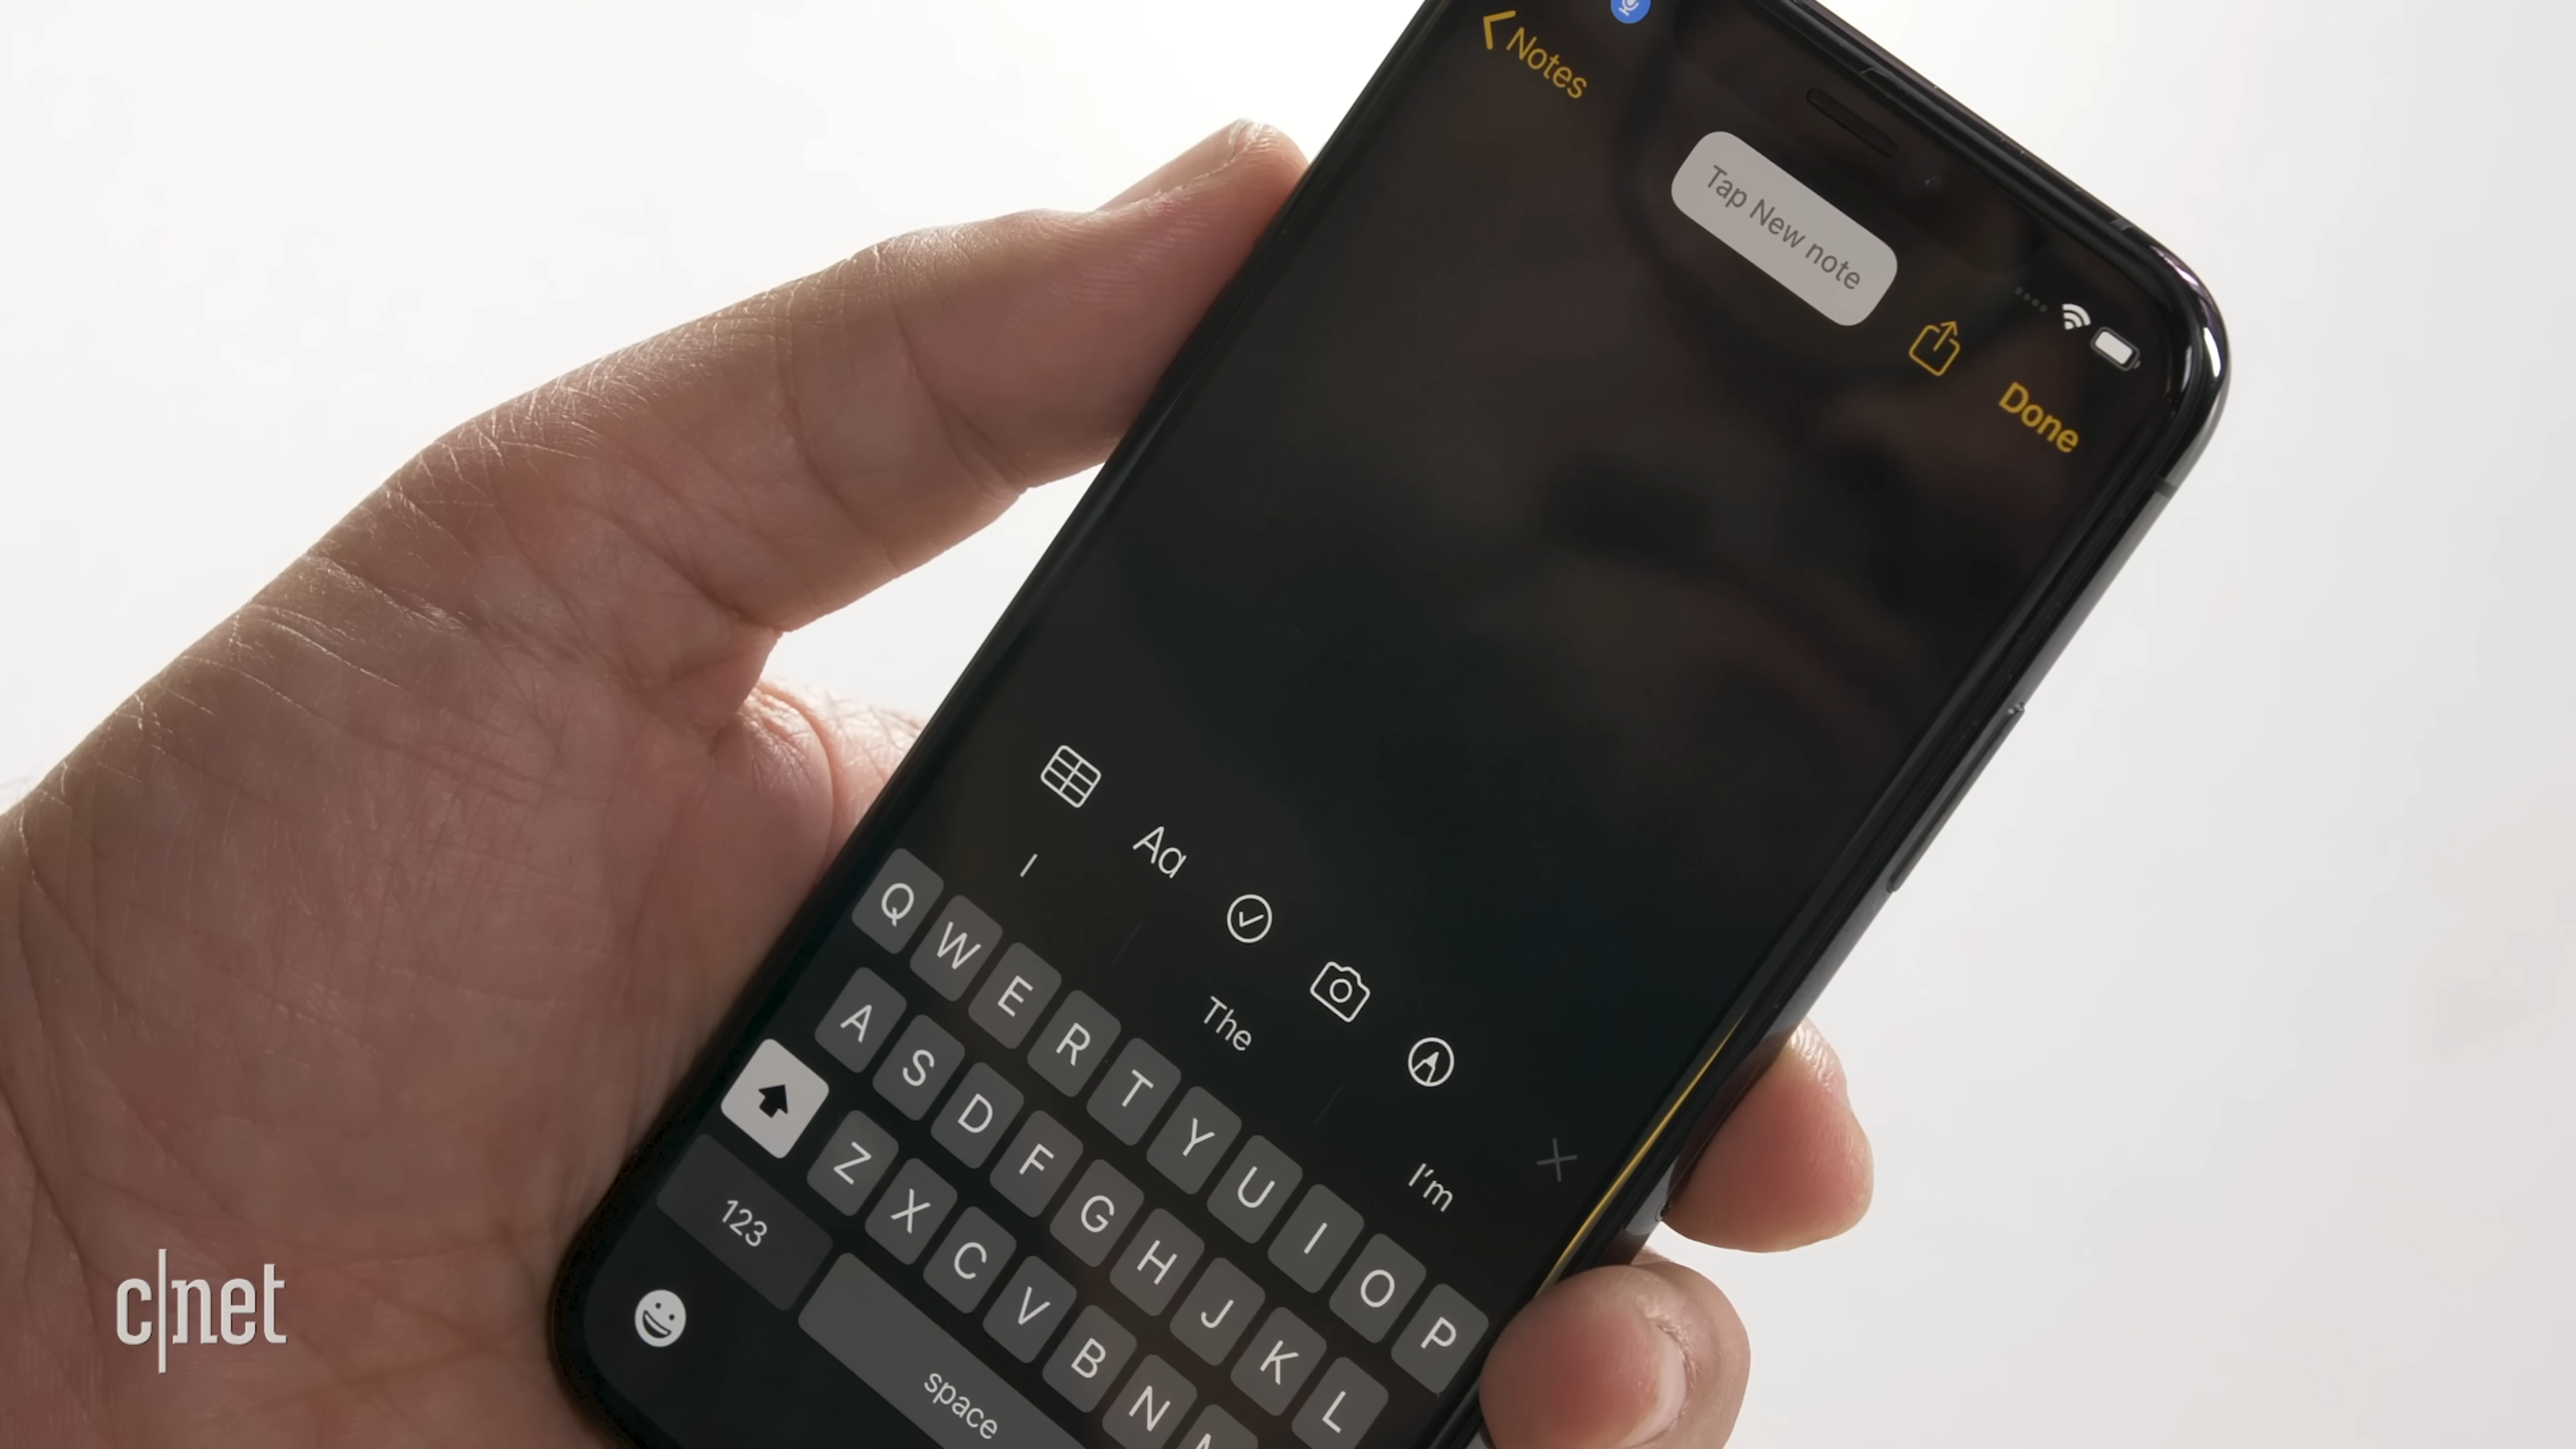 Notes
Tap New note
Done
Aa
I
The
I'm
Q W E R T Y U I O P
A S D F G H J K L
Z X C V B N
123
space
c|net